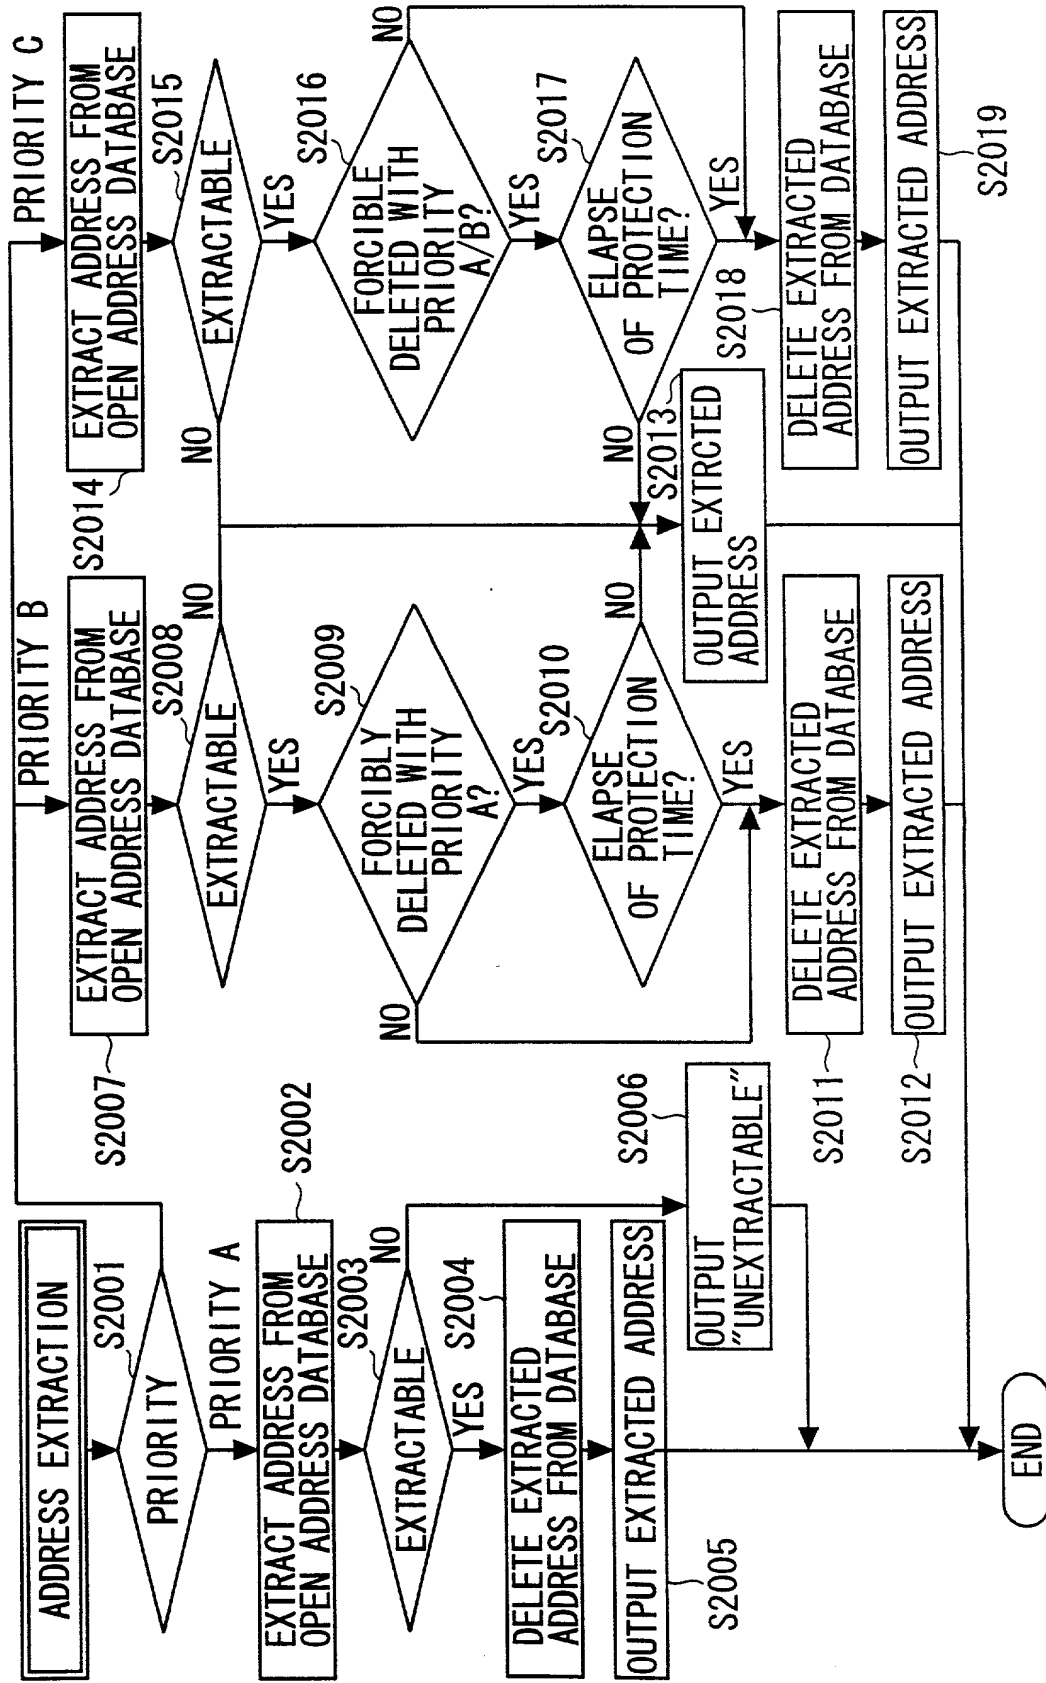 ADDRESS EXTRACTION
S2001
PRIORITY
PRIORITY A
S2002
EXTRACT ADDRESS FROM
OPEN ADDRESS DATABASE
S2003
EXTRACTABLE
NO
YES
S2004
DELETE EXTRACTED
ADDRESS FROM DATABASE
OUTPUT EXTRACTED ADDRESS
S2005
S2006
OUTPUT
"UNEXTRACTABLE"
END
PRIORITY B
EXTRACT ADDRESS FROM
OPEN ADDRESS DATABASE
S2007
S2008
EXTRACTABLE
NO
YES
S2009
FORCIBLY
DELETED WITH
PRIORITY
A?
NO
YES
S2010
ELAPSE
OF PROTECTION
TIME?
NO
YES
DELETE EXTRACTED
ADDRESS FROM DATABASE
S2011
OUTPUT EXTRACTED ADDRESS
S2012
S2013
OUTPUT EXTRCTED
ADDRESS
PRIORITY C
EXTRACT ADDRESS FROM
OPEN ADDRESS DATABASE
S2014
S2015
EXTRACTABLE
NO
YES
S2016
FORCIBLE
DELETED WITH
PRIORITY
A/B?
NO
YES
S2017
ELAPSE
OF PROTECTION
TIME?
NO
YES
S2018
DELETE EXTRACTED
ADDRESS FROM DATABASE
OUTPUT EXTRACTED ADDRESS
S2019